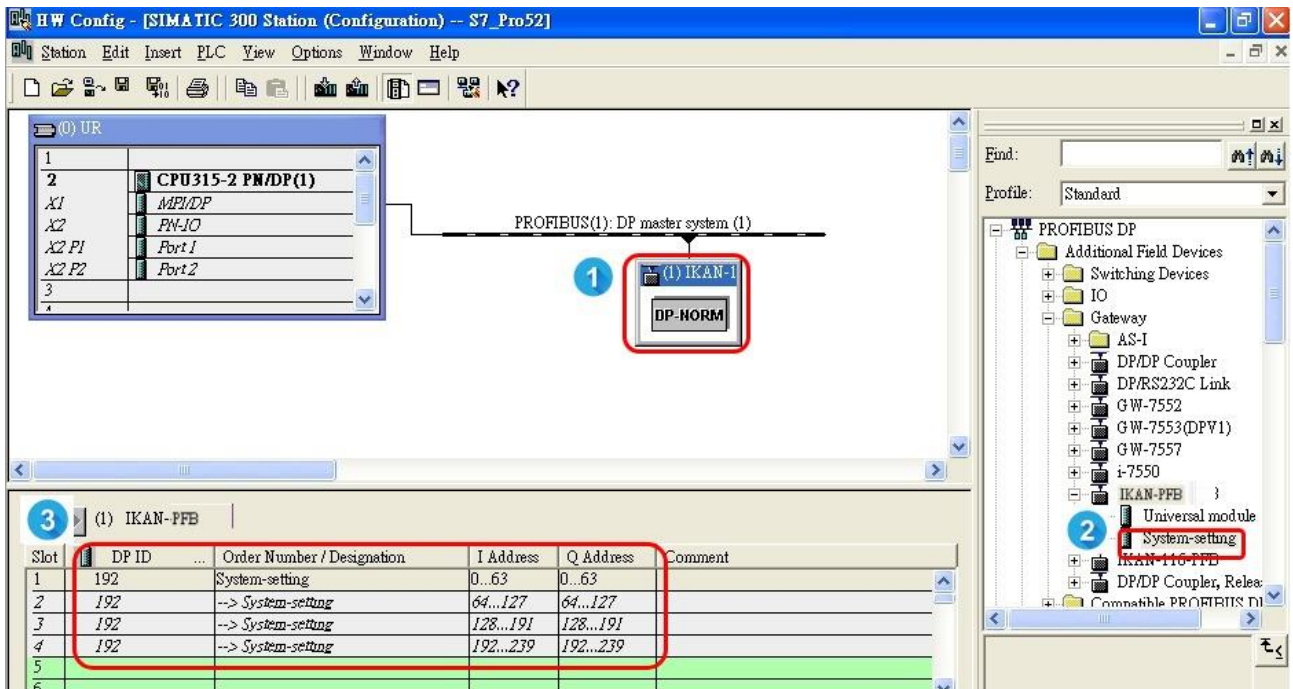 HW Config - [SIMATIC 300 Station (Configuration) -- S7_Pro52]
Station Edit Insert PLC View Options Window Help
(0) UR
1
2 CPU315-2 PN/DP(1)
X1 MPI/DP
X2 PN-IO
X2 P1 Port 1
X2 P2 Port 2
3
PROFIBUS(1): DP master system (1)
1
(1) IKAN-1
DP-NORM
Find:
Profile: Standard
PROFIBUS DP
Additional Field Devices
Switching Devices
IO
Gateway
AS-I
DP/DP Coupler
DP/RS232C Link
GW-7552
GW-7553(DPV1)
GW-7557
i-7550
IKAN-PFB
Universal module
2
System-setting
IKAN-116-PFB
DP/DP Coupler, Relea
Compatible PROFIBUS
3 (1) IKAN-PFB
Slot DP ID ... Order Number / Designation I Address Q Address Comment
1 192 System-setting 0...63 0...63
2 192 --> System-setting 64...127 64...127
3 192 --> System-setting 128...191 128...191
4 192 --> System-setting 192...239 192...239
5
6